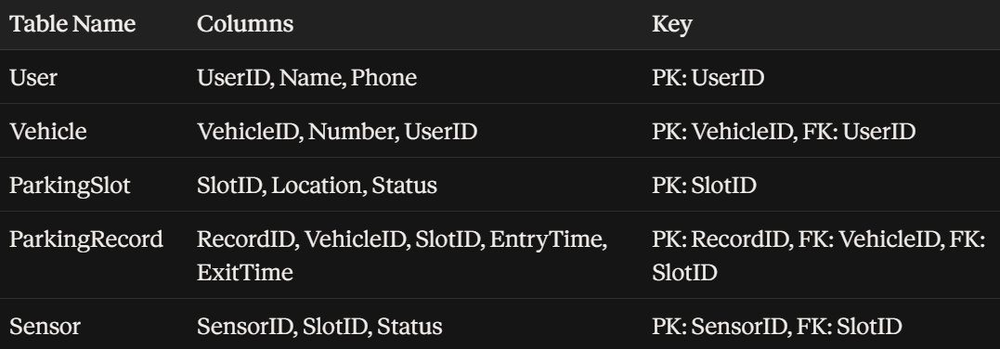 Table Name Columns Key
User UserID, Name, Phone PK: UserID
Vehicle VehicleID, Number, UserID PK: VehicleID, FK: UserID
ParkingSlot SlotID, Location, Status PK: SlotID
ParkingRecord RecordID, VehicleID, SlotID, EntryTime, PK: RecordID, FK: VehicleID, FK:
ExitTime SlotID
Sensor SensorID, SlotID, Status PK: SensorID, FK: SlotID